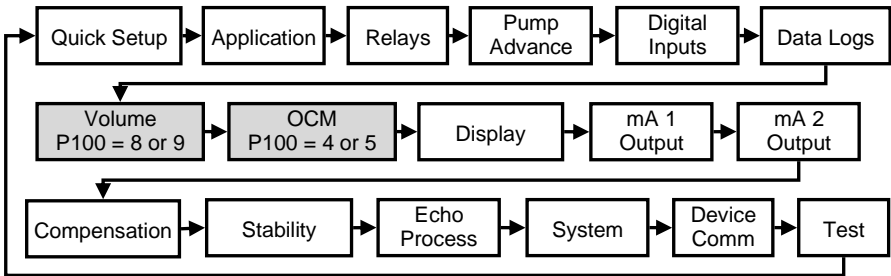 Quick Setup
Application
Relays
Pump
Advance
Digital
Inputs
Data Logs
Volume
P100 = 8 or 9
OCM
P100 = 4 or 5
Display
mA 1
Output
mA 2
Output
Compensation
Stability
Echo
Process
System
Device
Comm
Test